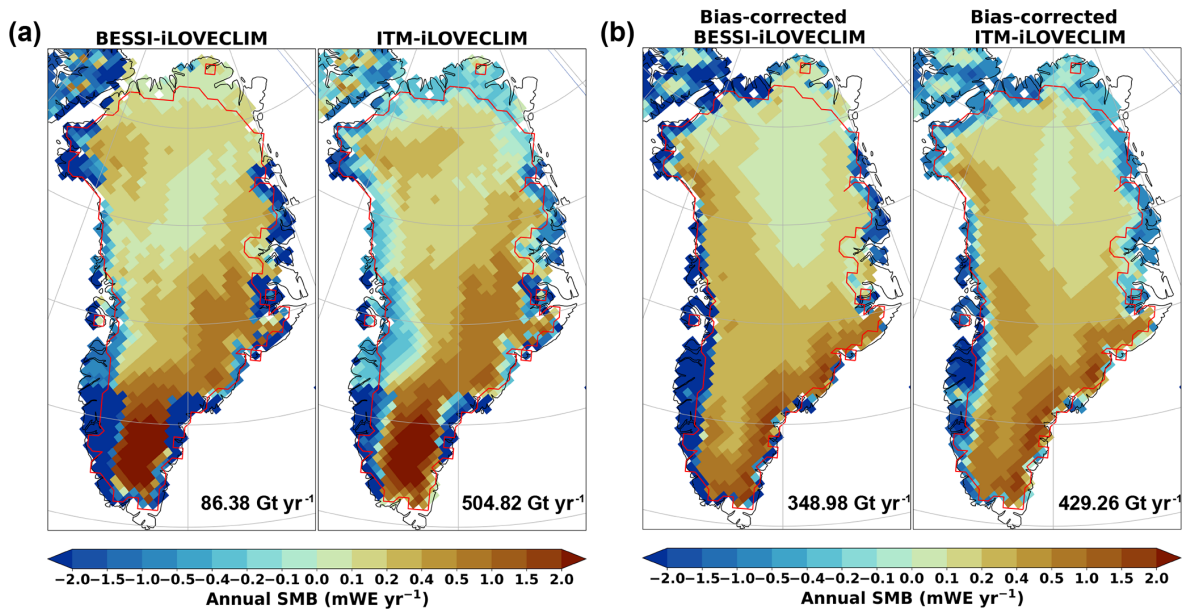 (a)
BESSI-iLOVECLIM
ITM-iLOVECLIM
86.38 Gt yr⁻¹
504.82 Gt yr⁻¹
−2.0 −1.5 −1.0 −0.5 −0.4 −0.2 −0.1 0.0 0.1 0.2 0.4 0.5 1.0 1.5 2.0
Annual SMB (mWE yr⁻¹)
(b)
Bias-corrected
BESSI-iLOVECLIM
Bias-corrected
ITM-iLOVECLIM
348.98 Gt yr⁻¹
429.26 Gt yr⁻¹
−2.0 −1.5 −1.0 −0.5 −0.4 −0.2 −0.1 0.0 0.1 0.2 0.4 0.5 1.0 1.5 2.0
Annual SMB (mWE yr⁻¹)